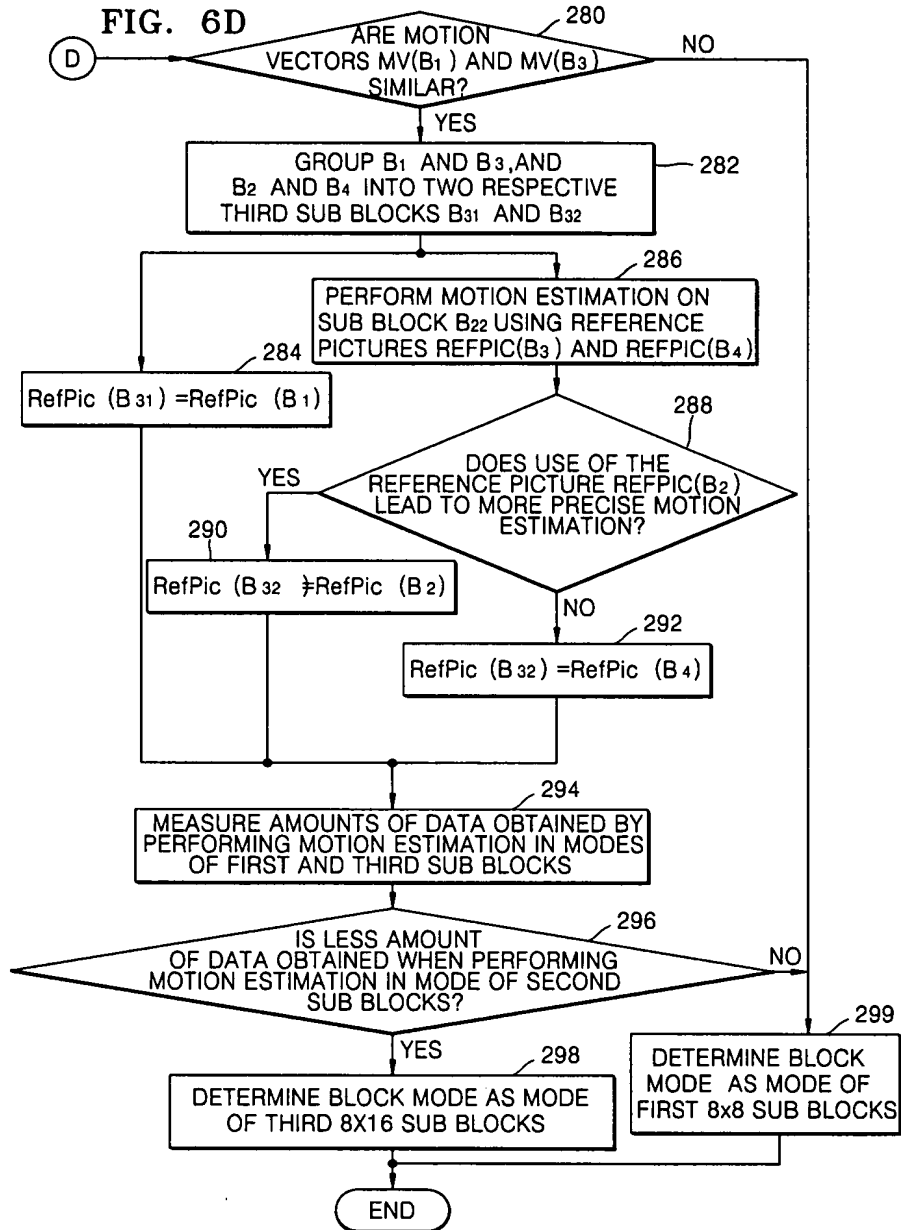 FIG. 6D
D
280
ARE MOTION
VECTORS MV(B1) AND MV(B3)
SIMILAR?
NO
YES
GROUP B1 AND B3,AND
B2 AND B4 INTO TWO RESPECTIVE
THIRD SUB BLOCKS B31 AND B32
282
286
PERFORM MOTION ESTIMATION ON
SUB BLOCK B22 USING REFERENCE
PICTURES REFPIC(B3) AND REFPIC(B4)
284
RefPic (B31) =RefPic (B1)
288
DOES USE OF THE
REFERENCE PICTURE REFPIC(B2)
LEAD TO MORE PRECISE MOTION
ESTIMATION?
YES
290
RefPic (B32 )=RefPic (B2)
NO
292
RefPic (B32) =RefPic (B4)
294
MEASURE AMOUNTS OF DATA OBTAINED BY
PERFORMING MOTION ESTIMATION IN MODES
OF FIRST AND THIRD SUB BLOCKS
296
IS LESS AMOUNT
OF DATA OBTAINED WHEN PERFORMING
MOTION ESTIMATION IN MODE OF SECOND
SUB BLOCKS?
NO
YES
298
DETERMINE BLOCK MODE AS MODE
OF THIRD 8X16 SUB BLOCKS
299
DETERMINE BLOCK
MODE AS MODE OF
FIRST 8x8 SUB BLOCKS
END